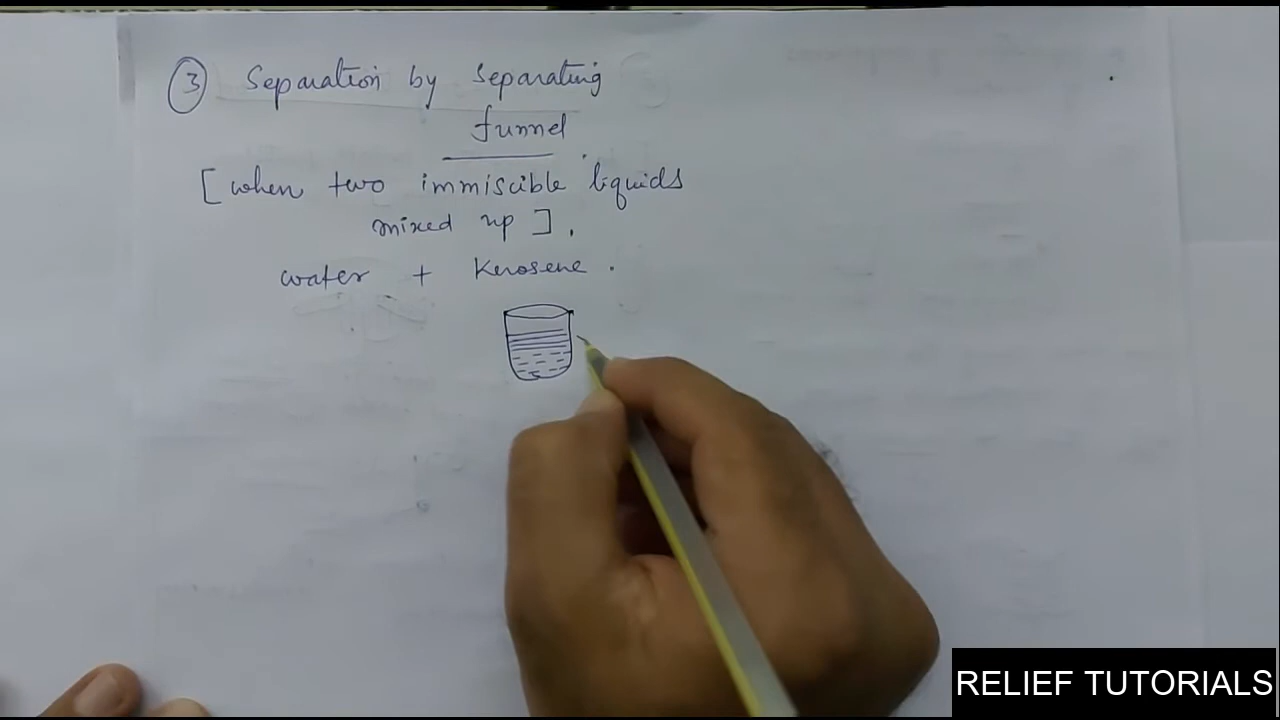 3 Separation by separating
funnel
[ when two immiscible liquids
mixed up ].
water + Kerosene.
RELIEF TUTORIALS